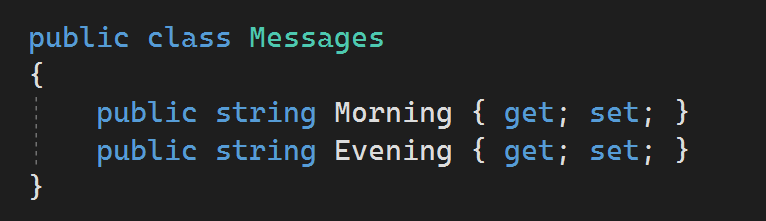 public class Messages
{
    public string Morning { get; set; }
    public string Evening { get; set; }
}